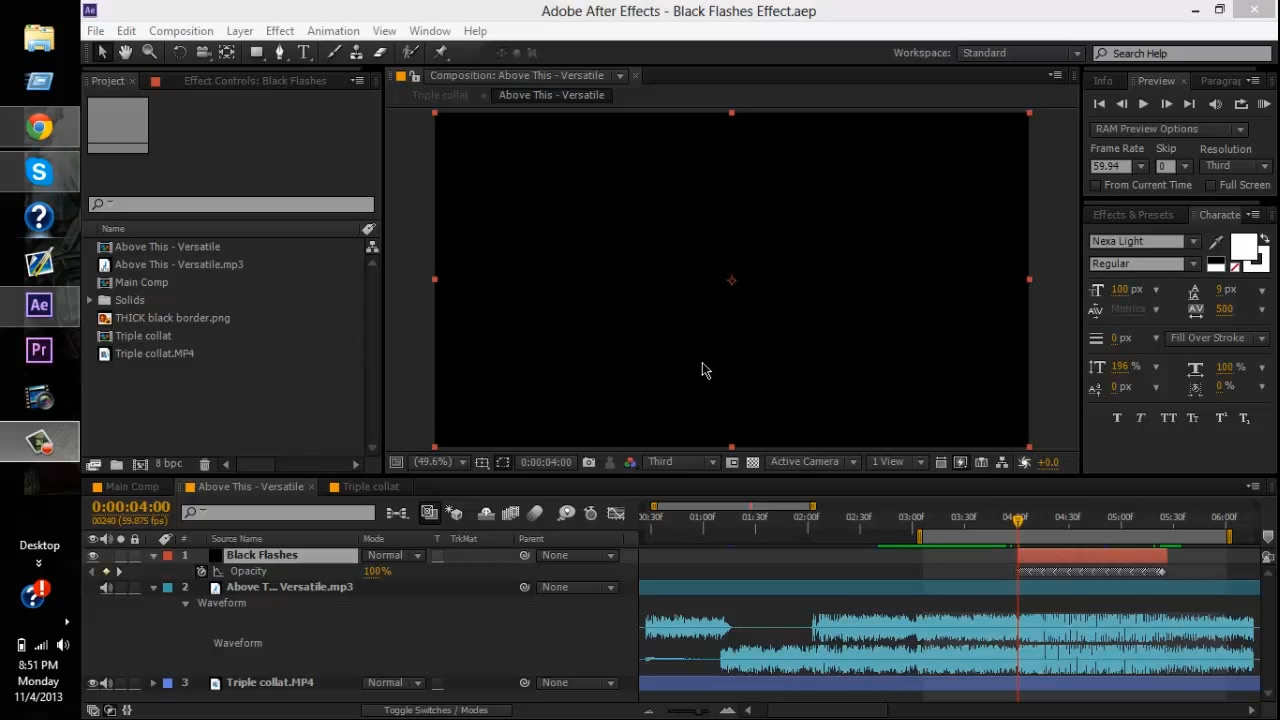 Ae
Adobe After Effects - Black Flashes Effect.aep
File Edit Composition Layer Effect Animation View Window Help
Workspace: Standard
Search Help
Project
Effect Controls: Black Flashes
Composition: Above This - Versatile
Triple collat
Above This - Versatile
Info Preview Paragraph
RAM Preview Options
Frame Rate Skip Resolution
59.94 0 Third
From Current Time Full Screen
Name
Above This - Versatile
Above This - Versatile.mp3
Main Comp
Solids
THICK black border.png
Triple collat
Triple collat.MP4
Effects & Presets Characte
Nexa Light
Regular
100 px 9 px
Metrics 500
0 px Fill Over Stroke
196 % 100 %
0 px 0 %
T T TT Tт T¹ T₁
Ae
Pr
8 bpc
(49.6%) 0:00:04:00 Third Active Camera 1 View +0.0
Main Comp Above This - Versatile Triple collat
0:00:04:00
00240 (59.875 fps)
00:30f 01:00f 01:30f 02:00f 02:30f 03:00f 03:30f 04:00f 04:30f 05:00f 05:30f 06:00f
# Source Name Mode T TrkMat Parent
1 Black Flashes Normal None
Opacity 100%
2 Above T...Versatile.mp3 None
Waveform
Waveform
3 Triple collat.MP4 Normal None
Toggle Switches / Modes
Desktop
8:51 PM
Monday
11/4/2013